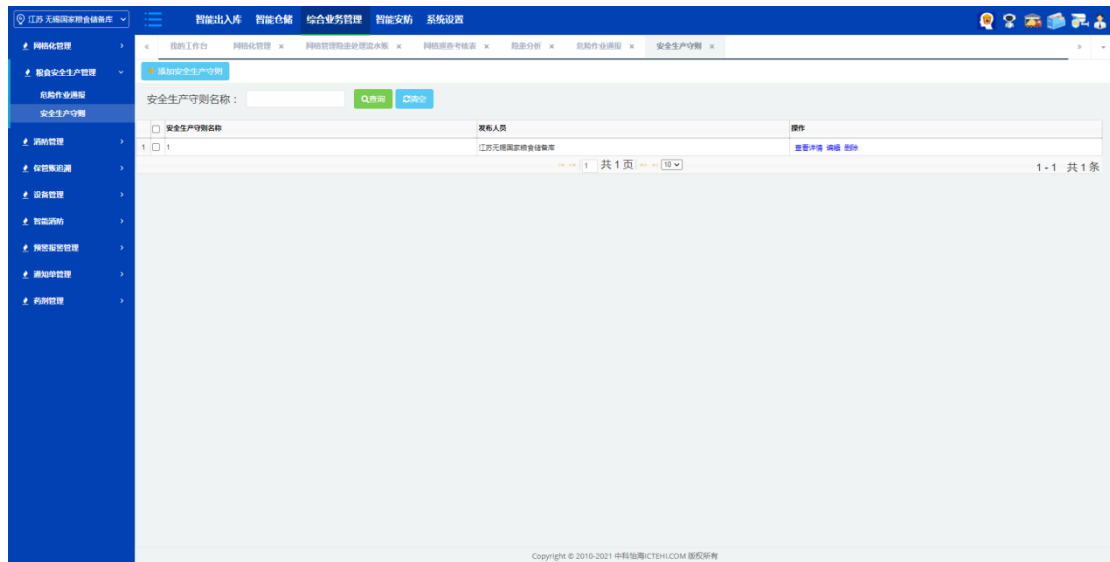 江苏 无锡国家粮食储备库
智能出入库 智能仓储 综合业务管理 智能安防 系统设置
网格化管理
粮食安全生产管理
危险作业通报
安全生产守则
消防管理
保管账追溯
设备管理
智能消防
预警报警管理
通知单管理
药剂管理
« 我的工作台 网格化管理 × 网格管理隐患处理流水账 × 网格巡查考核表 × 隐患分析 × 危险作业通报 × 安全生产守则 × »
添加安全生产守则
安全生产守则名称： 查询 清空
安全生产守则名称 发布人员 操作
1 1 江苏无锡国家粮食储备库 查看详情 编辑 删除
1 共 1 页 10 1 - 1 共 1 条
Copyright © 2010-2021 中科怡海ICTEHI.COM 版权所有